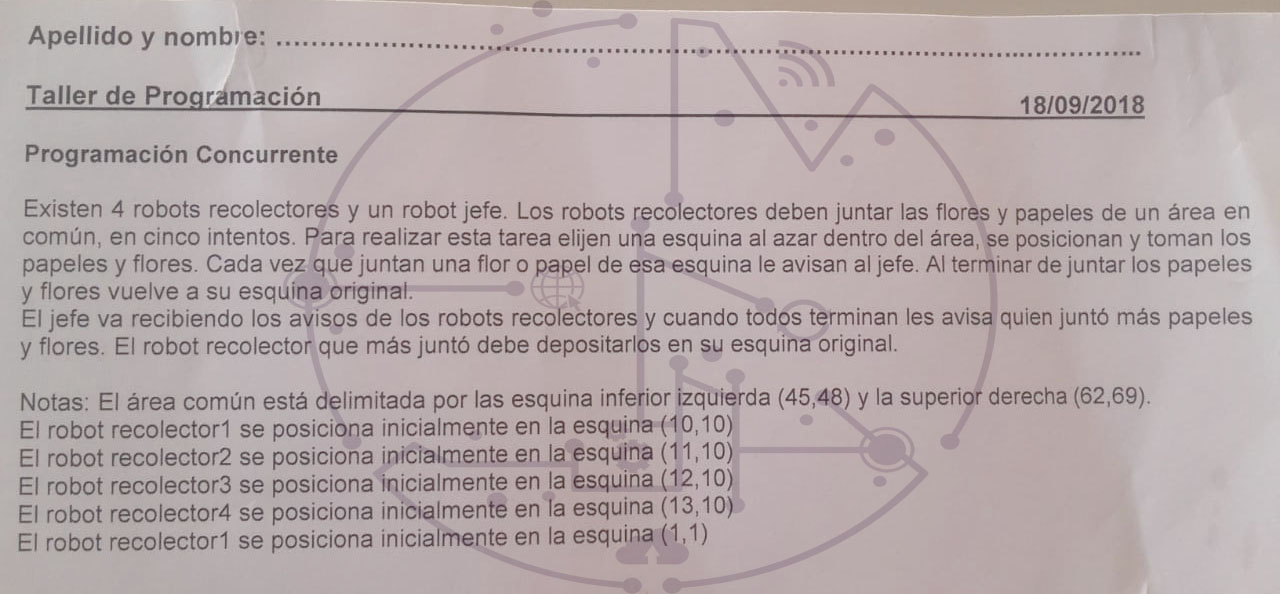 Apellido y nombre: ........................................................................................................
Taller de Programación 18/09/2018
Programación Concurrente
Existen 4 robots recolectores y un robot jefe. Los robots recolectores deben juntar las flores y papeles de un área en
común, en cinco intentos. Para realizar esta tarea elijen una esquina al azar dentro del área, se posicionan y toman los
papeles y flores. Cada vez que juntan una flor o papel de esa esquina le avisan al jefe. Al terminar de juntar los papeles
y flores vuelve a su esquina original.
El jefe va recibiendo los avisos de los robots recolectores y cuando todos terminan les avisa quien juntó más papeles
y flores. El robot recolector que más juntó debe depositarlos en su esquina original.
Notas: El área común está delimitada por las esquina inferior izquierda (45,48) y la superior derecha (62,69).
El robot recolector1 se posiciona inicialmente en la esquina (10,10)
El robot recolector2 se posiciona inicialmente en la esquina (11,10)
El robot recolector3 se posiciona inicialmente en la esquina (12,10)
El robot recolector4 se posiciona inicialmente en la esquina (13,10)
El robot recolector1 se posiciona inicialmente en la esquina (1,1)